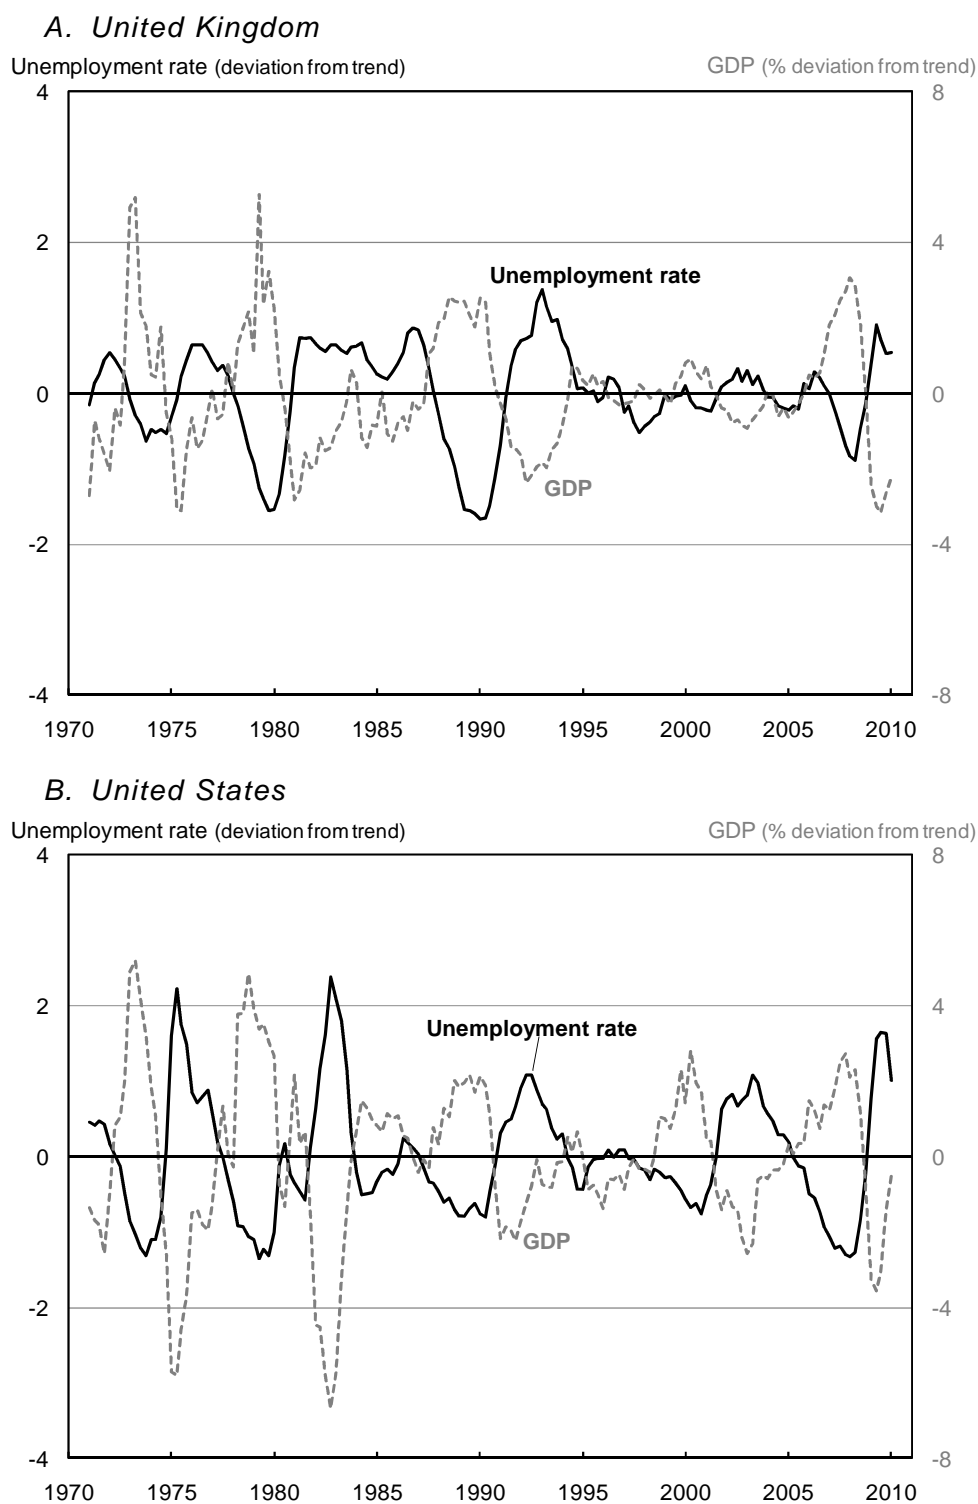 A. United Kingdom
Unemployment rate (deviation from trend) GDP (% deviation from trend)
4 8
2 4
Unemployment rate
0 0
GDP
-2 -4
-4 -8
1970 1975 1980 1985 1990 1995 2000 2005 2010
B. United States
Unemployment rate (deviation from trend) GDP (% deviation from trend)
4 8
2 4
Unemployment rate
0 0
GDP
-2 -4
-4 -8
1970 1975 1980 1985 1990 1995 2000 2005 2010